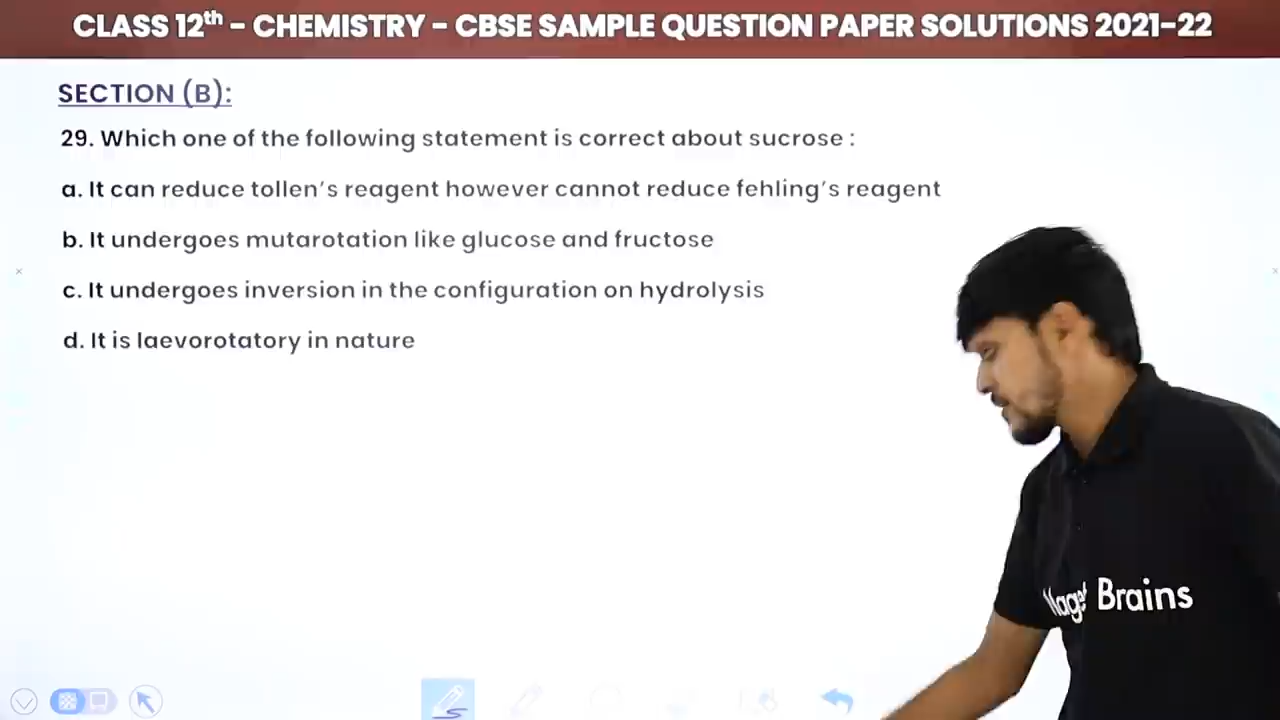 CLASS 12th - CHEMISTRY - CBSE SAMPLE QUESTION PAPER SOLUTIONS 2021-22
SECTION (B):
29. Which one of the following statement is correct about sucrose :
a. It can reduce tollen's reagent however cannot reduce fehling's reagent
b. It undergoes mutarotation like glucose and fructose
c. It undergoes inversion in the configuration on hydrolysis
d. It is laevorotatory in nature
Brains